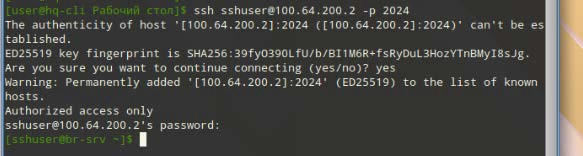 [user@hq-cli Рабочий стол]$ ssh sshuser@100.64.200.2 -p 2024
The authenticity of host '[100.64.200.2]:2024 ([100.64.200.2]:2024)' can't be es
tablished.
ED25519 key fingerprint is SHA256:39fyO390LfU/b/BI1M6R+fsRyDuL3HozYTnBMyI8sJg.
Are you sure you want to continue connecting (yes/no)? yes
Warning: Permanently added '[100.64.200.2]:2024' (ED25519) to the list of known
hosts.
Authorized access only
sshuser@100.64.200.2's password:
[sshuser@br-srv ~]$